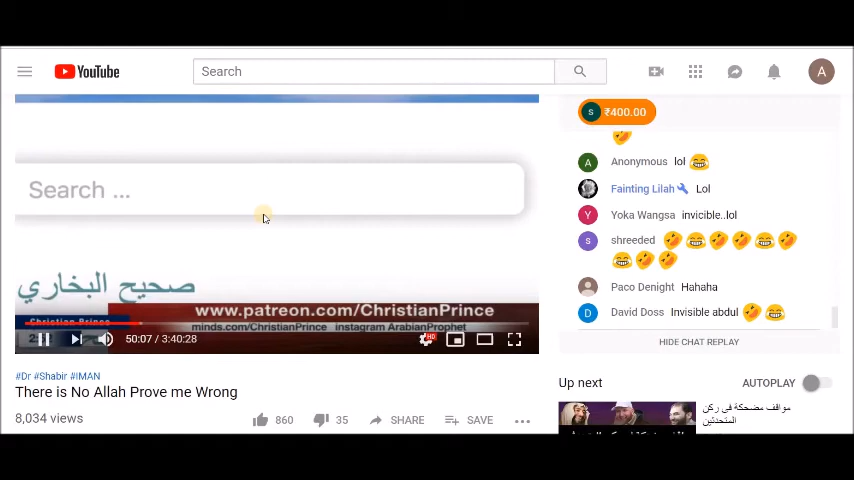 YouTube
Search
A
Search ...
صحيح البخاري
www.patreon.com/ChristianPrince
Christian Prince
minds.com/ChristianPrince instagram ArabianProphet
50:07 / 3:40:28
HD
#Dr #Shabir #IMAN
There is No Allah Prove me Wrong
8,034 views
860
35
SHARE
SAVE
S ₹400.00
A Anonymous lol
Fainting Lilah Lol
Y Yoka Wangsa invicible..lol
S shreeded
Paco Denight Hahaha
D David Doss Invisible abdul
HIDE CHAT REPLAY
Up next
AUTOPLAY
مواقف مضحكة في ركن
المتحدثين